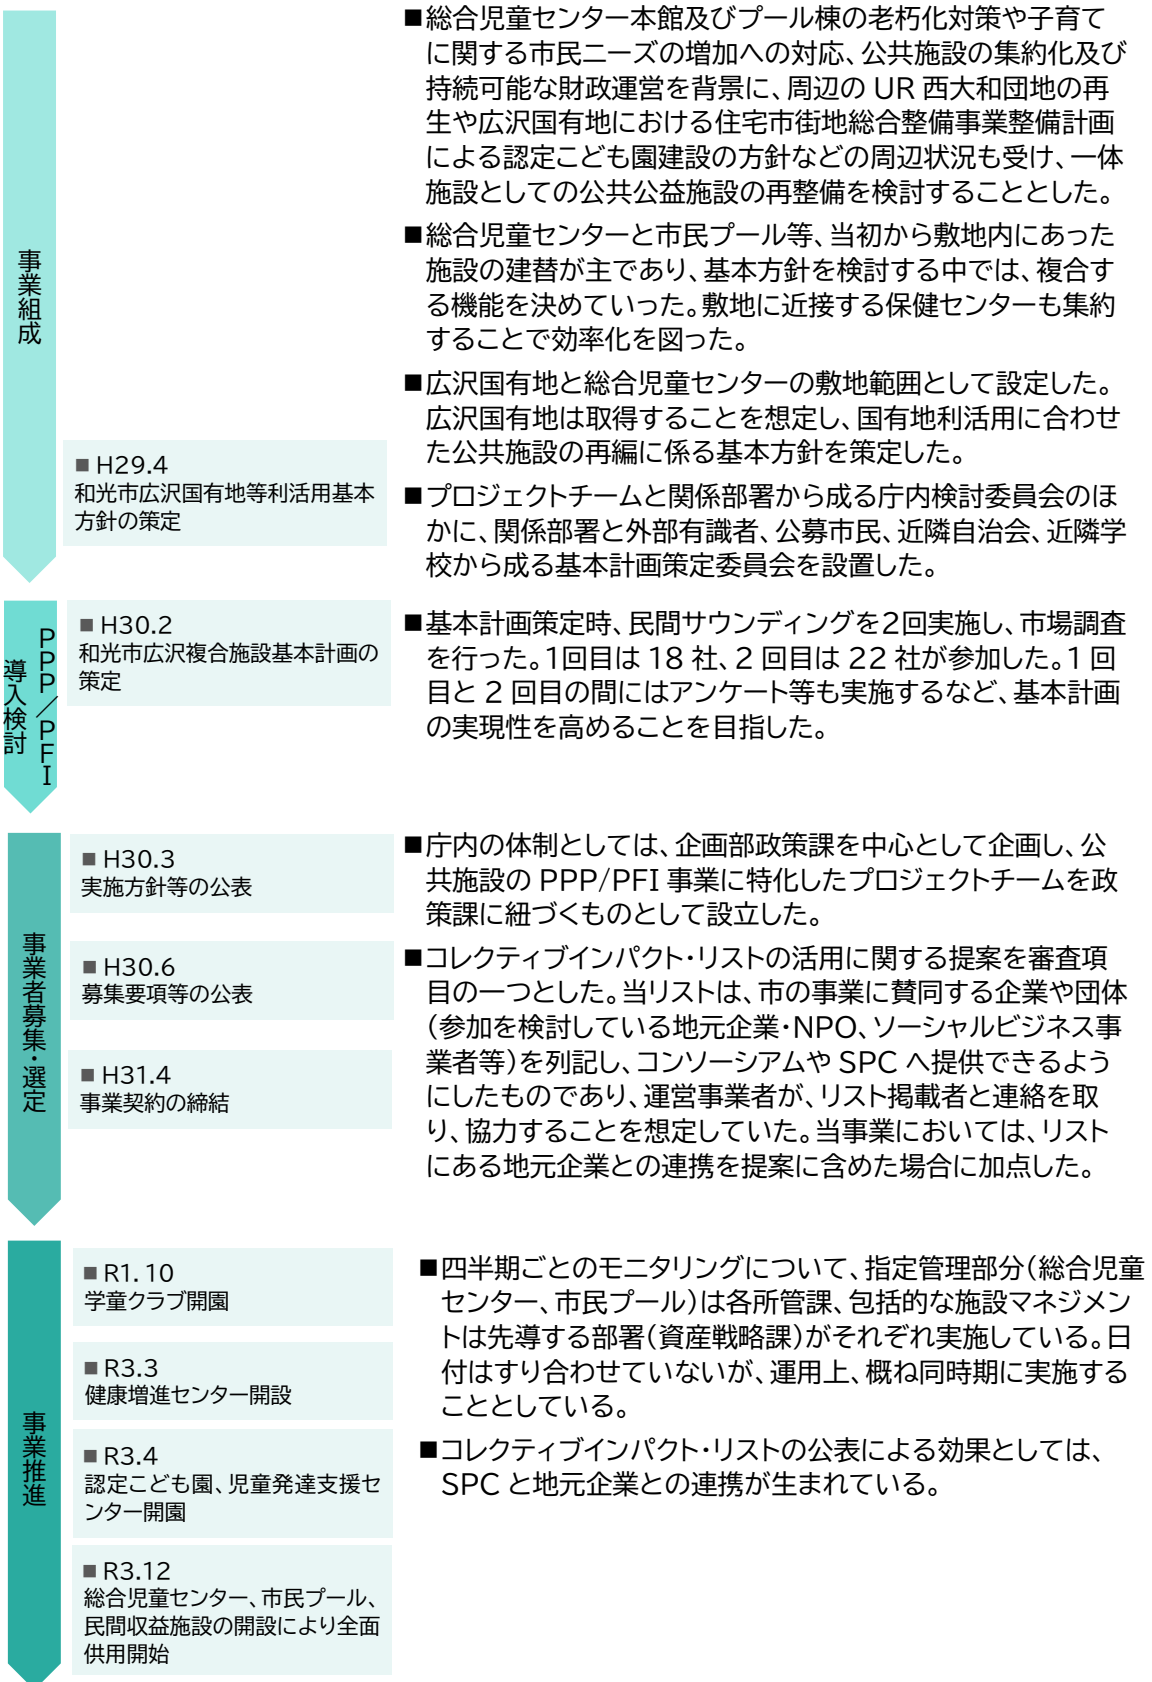 事業組成
■総合児童センター本館及びプール棟の老朽化対策や子育て
に関する市民ニーズの増加への対応、公共施設の集約化及び
持続可能な財政運営を背景に、周辺の UR 西大和団地の再
生や広沢国有地における住宅市街地総合整備事業整備計画
による認定こども園建設の方針などの周辺状況も受け、一体
施設としての公共公益施設の再整備を検討することとした。
■総合児童センターと市民プール等、当初から敷地内にあった
施設の建替が主であり、基本方針を検討する中では、複合す
る機能を決めていった。敷地に近接する保健センターも集約
することで効率化を図った。
■広沢国有地と総合児童センターの敷地範囲として設定した。
広沢国有地は取得することを想定し、国有地利活用に合わせ
た公共施設の再編に係る基本方針を策定した。
■プロジェクトチームと関係部署から成る庁内検討委員会のほ
かに、関係部署と外部有識者、公募市民、近隣自治会、近隣学
校から成る基本計画策定委員会を設置した。
■ H29.4
和光市広沢国有地等利活用基本
方針の策定
PPP/PFI
導入検討
■ H30.2
和光市広沢複合施設基本計画の
策定
■基本計画策定時、民間サウンディングを2回実施し、市場調査
を行った。1回目は 18 社、2 回目は 22 社が参加した。1 回
目と 2 回目の間にはアンケート等も実施するなど、基本計画
の実現性を高めることを目指した。
事業者募集・選定
■ H30.3
実施方針等の公表
■ H30.6
募集要項等の公表
■ H31.4
事業契約の締結
■庁内の体制としては、企画部政策課を中心として企画し、公
共施設の PPP/PFI 事業に特化したプロジェクトチームを政
策課に紐づくものとして設立した。
■コレクティブインパクト・リストの活用に関する提案を審査項
目の一つとした。当リストは、市の事業に賛同する企業や団体
(参加を検討している地元企業・NPO、ソーシャルビジネス事
業者等)を列記し、コンソーシアムや SPC へ提供できるよう
にしたものであり、運営事業者が、リスト掲載者と連絡を取
り、協力することを想定していた。当事業においては、リスト
にある地元企業との連携を提案に含めた場合に加点した。
事業推進
■ R1.10
学童クラブ開園
■ R3.3
健康増進センター開設
■ R3.4
認定こども園、児童発達支援セ
ンター開園
■ R3.12
総合児童センター、市民プール、
民間収益施設の開設により全面
供用開始
■四半期ごとのモニタリングについて、指定管理部分(総合児童
センター、市民プール)は各所管課、包括的な施設マネジメン
トは先導する部署(資産戦略課)がそれぞれ実施している。日
付はすり合わせていないが、運用上、概ね同時期に実施する
こととしている。
■コレクティブインパクト・リストの公表による効果としては、
SPC と地元企業との連携が生まれている。